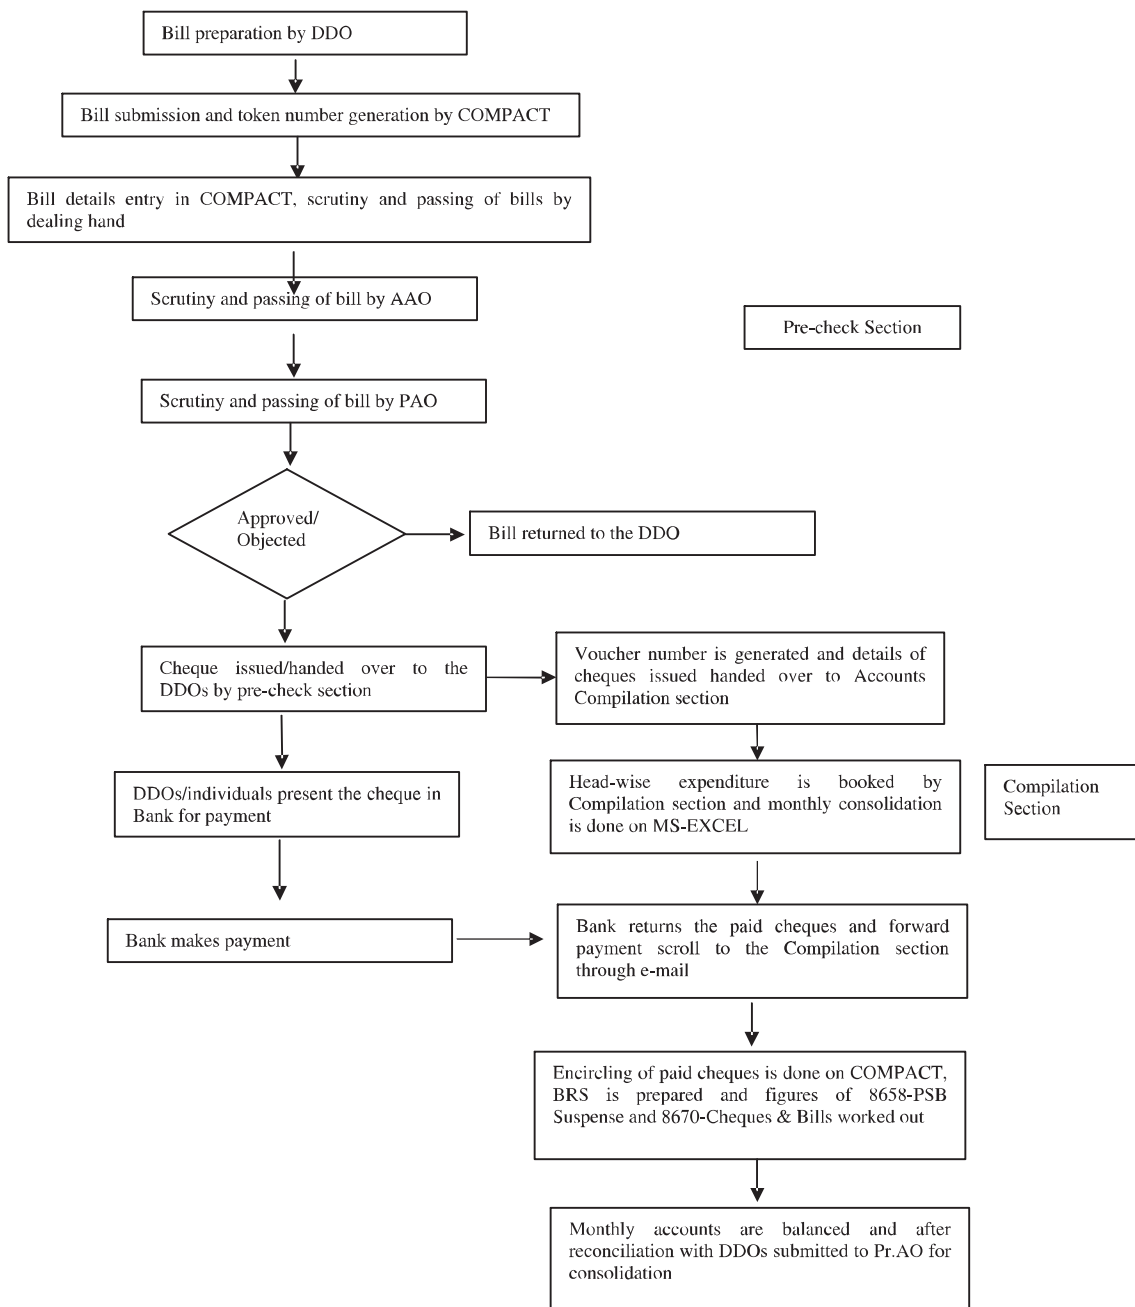 Bill preparation by DDO
Bill submission and token number generation by COMPACT
Bill details entry in COMPACT, scrutiny and passing of bills by
dealing hand
Scrutiny and passing of bill by AAO
Pre-check Section
Scrutiny and passing of bill by PAO
Approved/
Objected
Bill returned to the DDO
Cheque issued/handed over to the
DDOs by pre-check section
Voucher number is generated and details of
cheques issued handed over to Accounts
Compilation section
DDOs/individuals present the cheque in
Bank for payment
Head-wise expenditure is booked by
Compilation section and monthly consolidation
is done on MS-EXCEL
Compilation
Section
Bank makes payment
Bank returns the paid cheques and forward
payment scroll to the Compilation section
through e-mail
Encircling of paid cheques is done on COMPACT,
BRS is prepared and figures of 8658-PSB
Suspense and 8670-Cheques & Bills worked out
Monthly accounts are balanced and after
reconciliation with DDOs submitted to Pr.AO for
consolidation